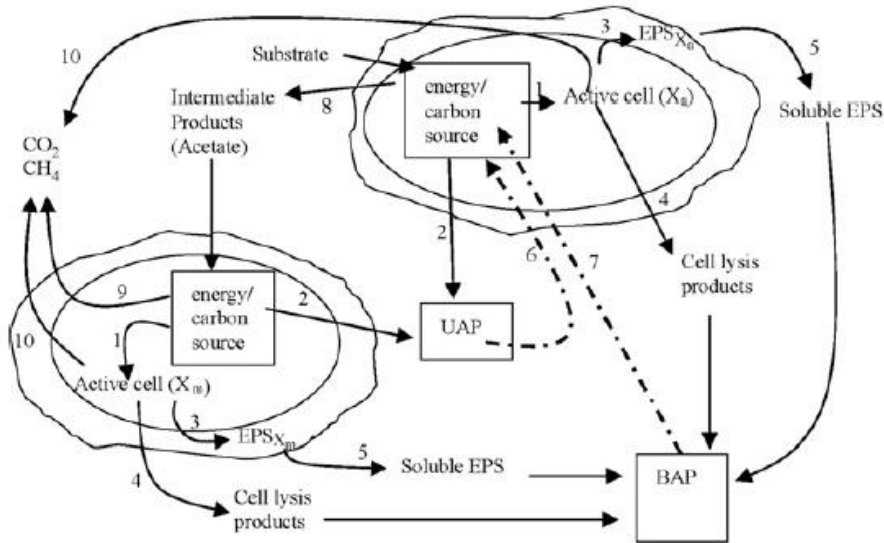 10
Substrate
3
EPSXn
5
Intermediate
Products
(Acetate)
8
energy/
carbon
source
1
Active cell (Xn)
Soluble EPS
CO2
CH4
2
4
6
7
Cell lysis
products
9
energy/
carbon
source
2
UAP
10
1
Active cell (Xm)
3
EPSXm
5
Soluble EPS
BAP
4
Cell lysis
products